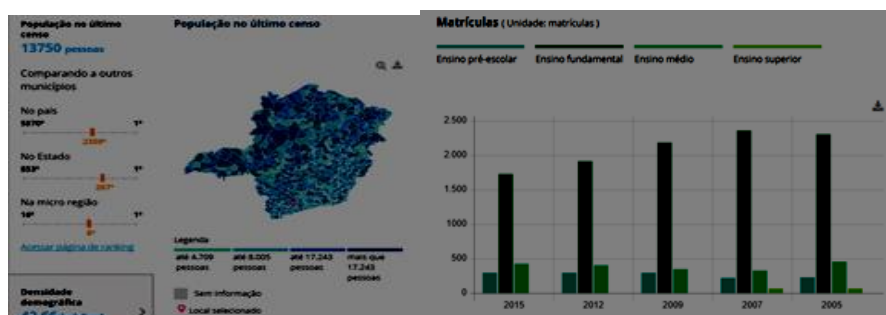 População no último
censo
13750 pessoas
Comparando a outros
municípios
No país
5570º 1º
No Estado
853º 1º
Na micro região
1º
Acessar página de ranking
Densidade
demográfica
População no último censo
Legenda
até 4.709
pessoas
até 8.005
pessoas
até 17.243
pessoas
mais que
17.243
pessoas
Sem informação
Local selecionado
Matrículas ( Unidade: matrículas )
Ensino pré-escolar Ensino fundamental Ensino médio Ensino superior
2.500
2.000
1.500
1000
500
0
2015 2012 2009 2007 2005